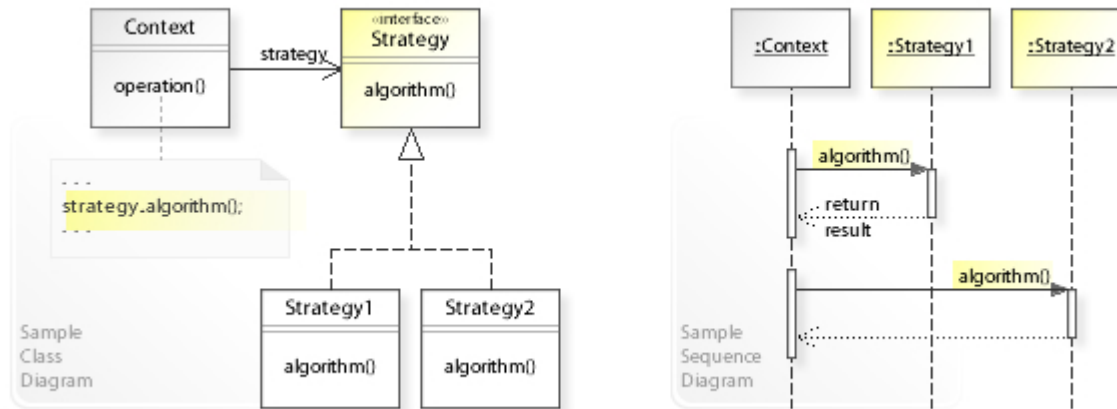 Context
operation()
strategy
«interface»
Strategy
algorithm()
. . .
strategy.algorithm();
. . .
Strategy1
algorithm()
Strategy2
algorithm()
Sample
Class
Diagram
:Context
:Strategy1
:Strategy2
algorithm()
return
result
algorithm()
Sample
Sequence
Diagram